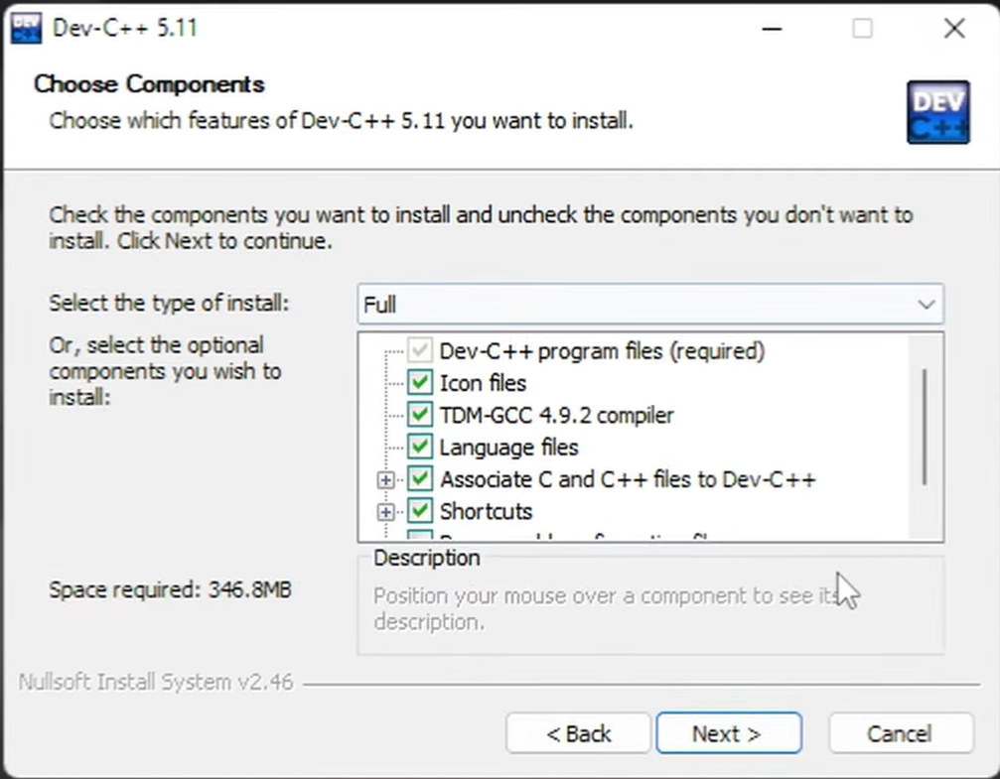 Dev-C++ 5.11
Choose Components
Choose which features of Dev-C++ 5.11 you want to install.
DEV
C++
Check the components you want to install and uncheck the components you don't want to
install. Click Next to continue.
Select the type of install:
Full
Or, select the optional
components you wish to
install:
Dev-C++ program files (required)
Icon files
TDM-GCC 4.9.2 compiler
Language files
Associate C and C++ files to Dev-C++
Shortcuts
Description
Space required: 346.8MB
Position your mouse over a component to see its
description.
Nullsoft Install System v2.46
< Back
Next >
Cancel